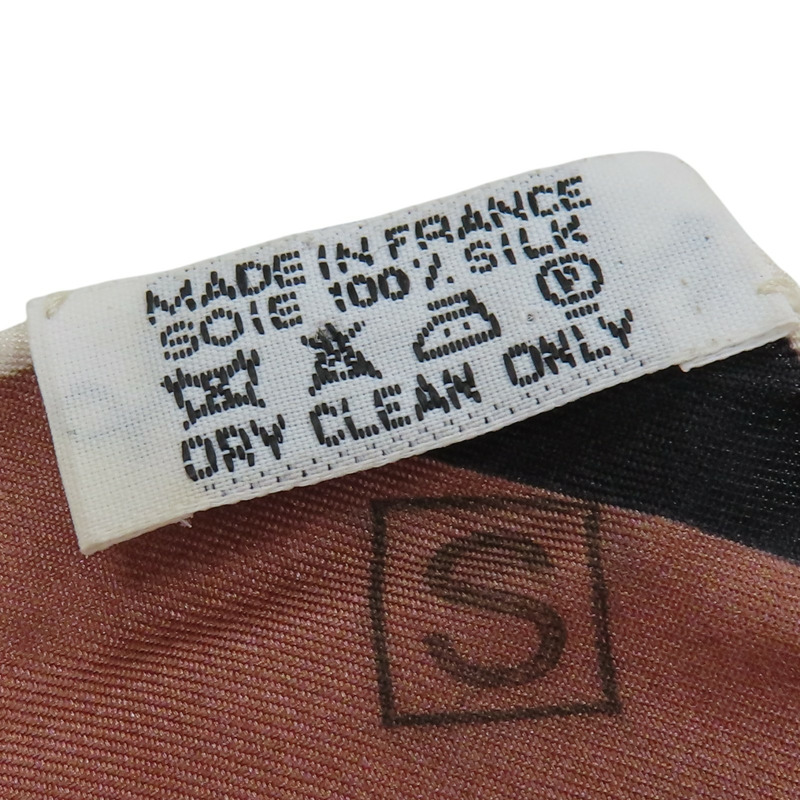 MADE IN FRANCE
SOIE 100% SILK
P
DRY CLEAN ONLY
S